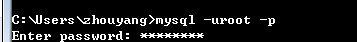 C:\Users\zhouyang>mysql -uroot -p
Enter password: ********